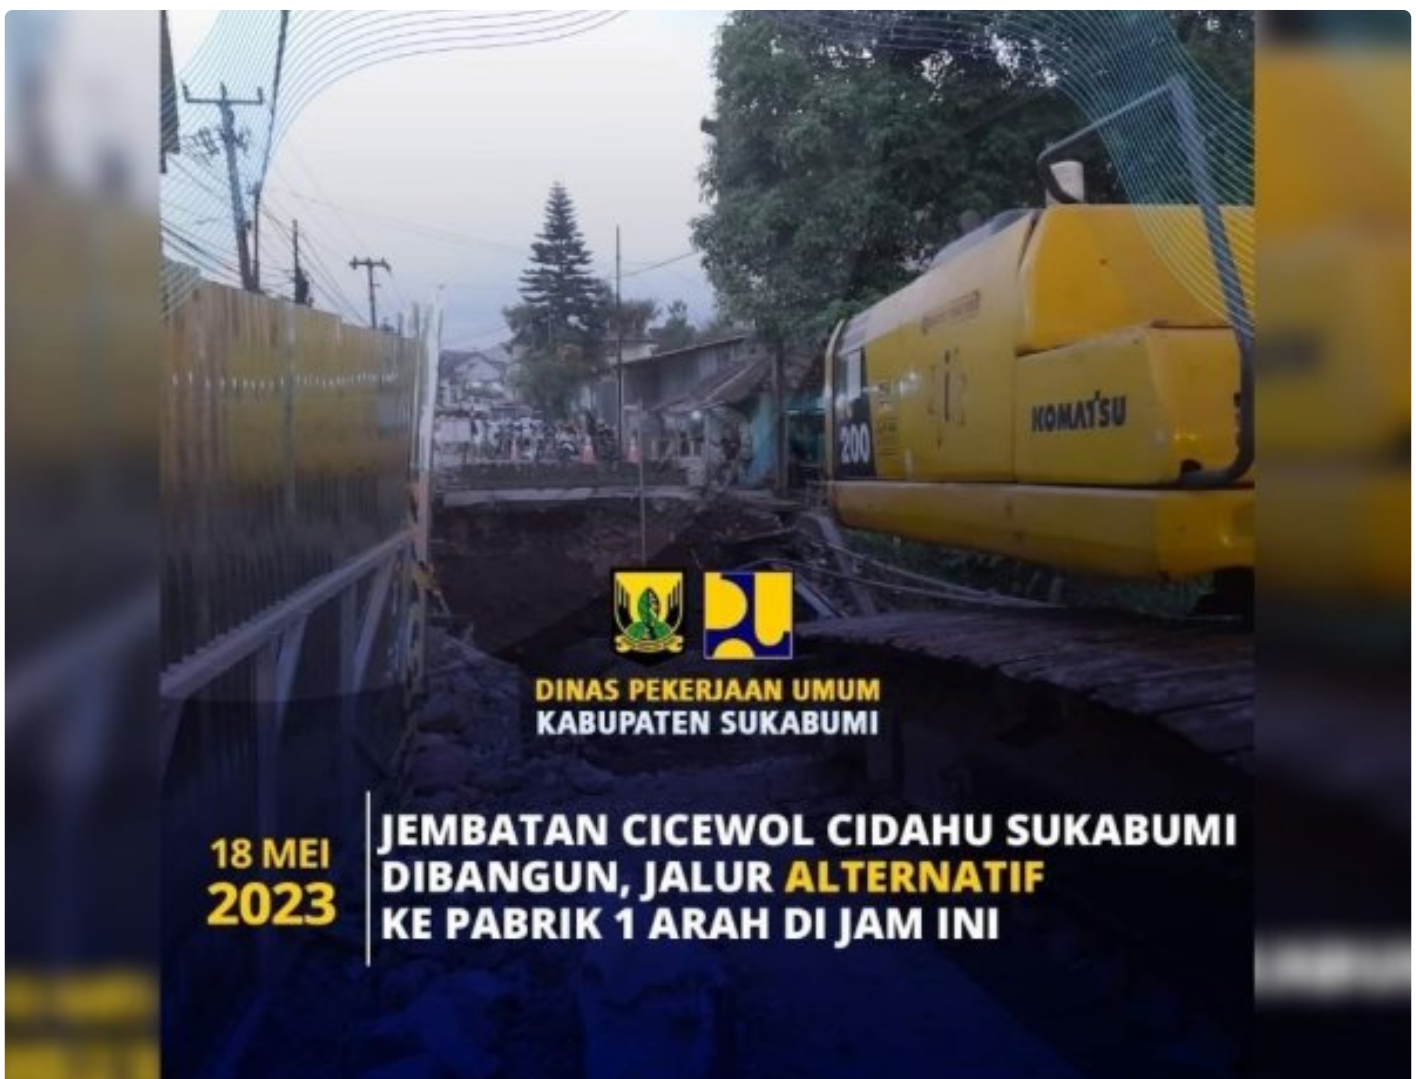 KOMATSU
200
DINAS PEKERJAAN UMUM
KABUPATEN SUKABUMI
18 MEI
2023
JEMBATAN CICEWOL CIDAHU SUKABUMI
DIBANGUN, JALUR ALTERNATIF
KE PABRIK 1 ARAH DI JAM INI